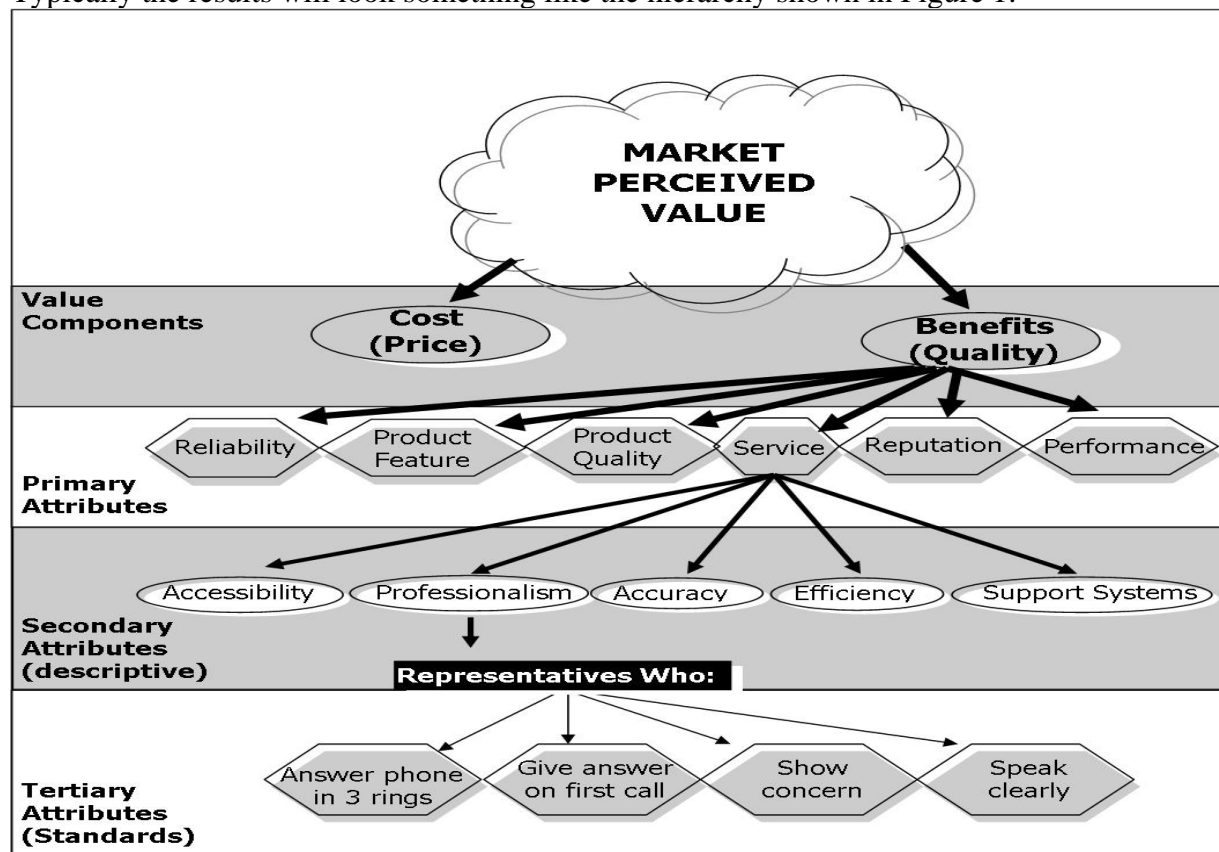 Typically the results will look something like the hierarchy shown in Figure 1.
MARKET
PERCEIVED
VALUE
Value
Components
Cost
(Price)
Benefits
(Quality)
Reliability
Product
Feature
Product
Quality
Service
Reputation
Performance
Primary
Attributes
Accessibility
Professionalism
Accuracy
Efficiency
Support Systems
Secondary
Attributes
(descriptive)
Representatives Who:
Answer phone
in 3 rings
Give answer
on first call
Show
concern
Speak
clearly
Tertiary
Attributes
(Standards)